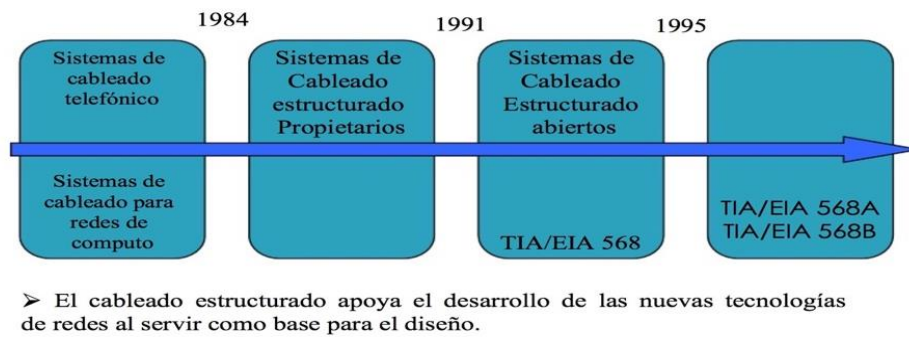 1984
1991
1995
Sistemas de
cableado
telefónico
Sistemas de
Cableado
estructurado
Propietarios
Sistemas de
Cableado
Estructurado
abiertos
Sistemas de
cableado para
redes de
computo
TIA/EIA 568
TIA/EIA 568A
TIA/EIA 568B
➤ El cableado estructurado apoya el desarrollo de las nuevas tecnologías
de redes al servir como base para el diseño.